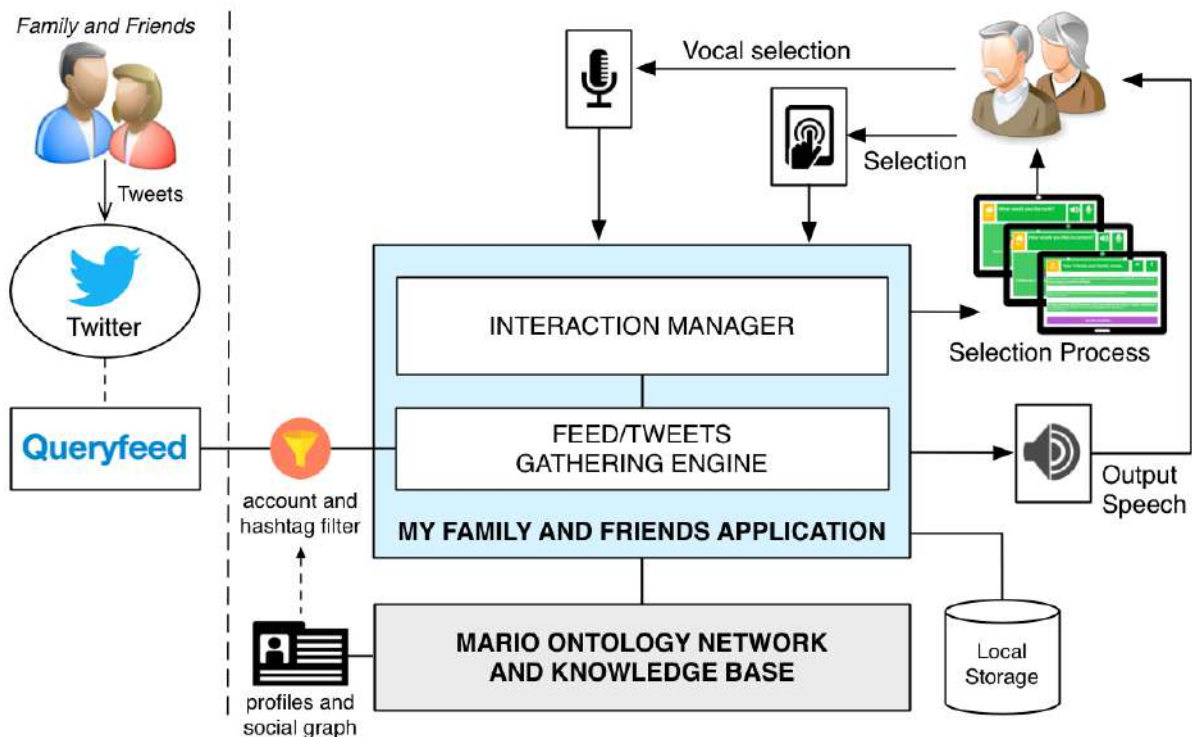 Family and Friends
Tweets
Twitter
Queryfeed
account and
hashtag filter
profiles and
social graph
Vocal selection
Selection
INTERACTION MANAGER
FEED/TWEETS
GATHERING ENGINE
MY FAMILY AND FRIENDS APPLICATION
MARIO ONTOLOGY NETWORK
AND KNOWLEDGE BASE
Selection Process
Output
Speech
Local
Storage